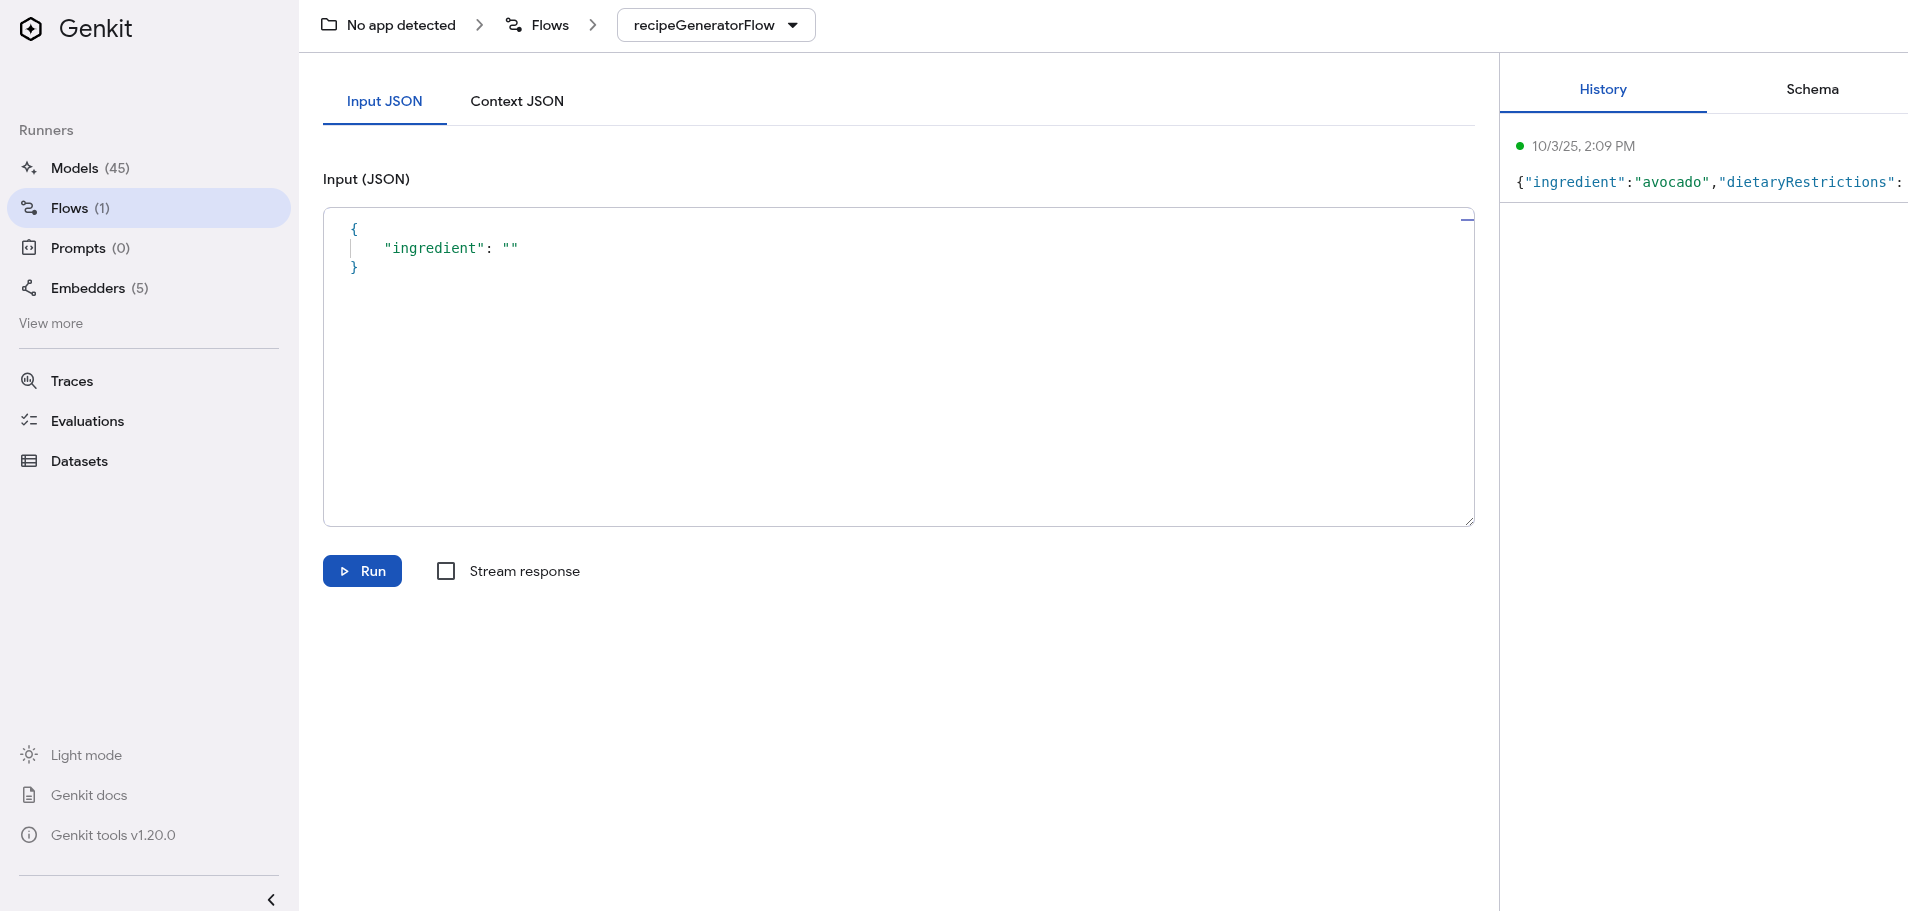 Genkit
No app detected
Flows
recipeGeneratorFlow
Runners
Models (45)
Flows (1)
Prompts (0)
Embedders (5)
View more
Traces
Evaluations
Datasets
Light mode
Genkit docs
Genkit tools v1.20.0
Input JSON
Context JSON
Input (JSON)
{
"ingredient": ""
}
Run
Stream response
History
Schema
10/3/25, 2:09 PM
{"ingredient":"avocado","dietaryRestrictions":